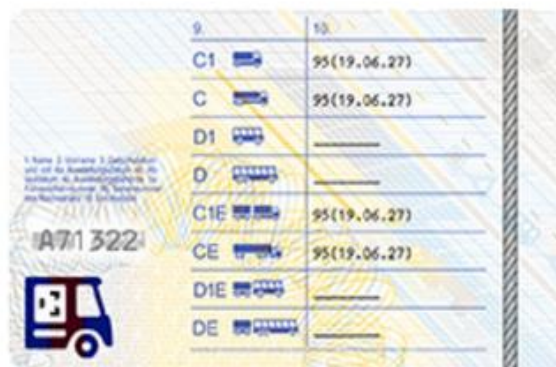 9. 10.
C1 95(19.06.27)
C 95(19.06.27)
D1
D
C1E 95(19.06.27)
CE 95(19.06.27)
D1E
DE
A71322